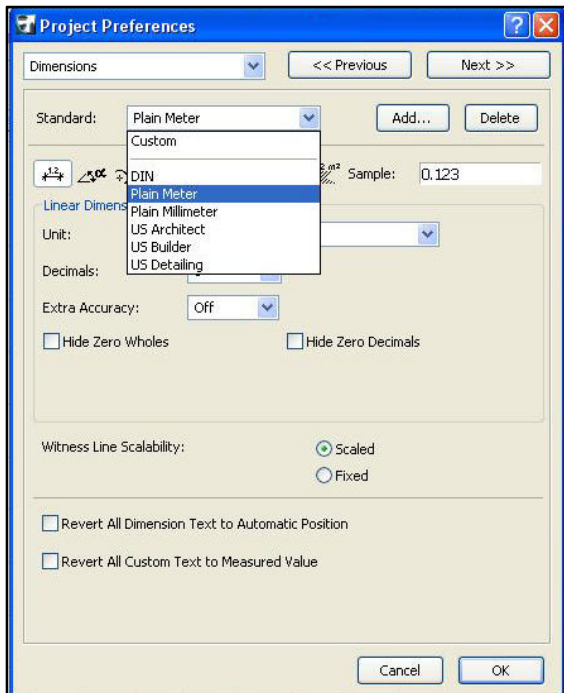 Project Preferences
Dimensions
<< Previous
Next >>
Standard:
Plain Meter
Add...
Delete
Custom
DIN
Plain Meter
Plain Millimeter
US Architect
US Builder
US Detailing
1.2
α
m²
Sample:
0.123
Linear Dimens
Unit:
Decimals:
Extra Accuracy:
Off
Hide Zero Wholes
Hide Zero Decimals
Witness Line Scalability:
Scaled
Fixed
Revert All Dimension Text to Automatic Position
Revert All Custom Text to Measured Value
Cancel
OK